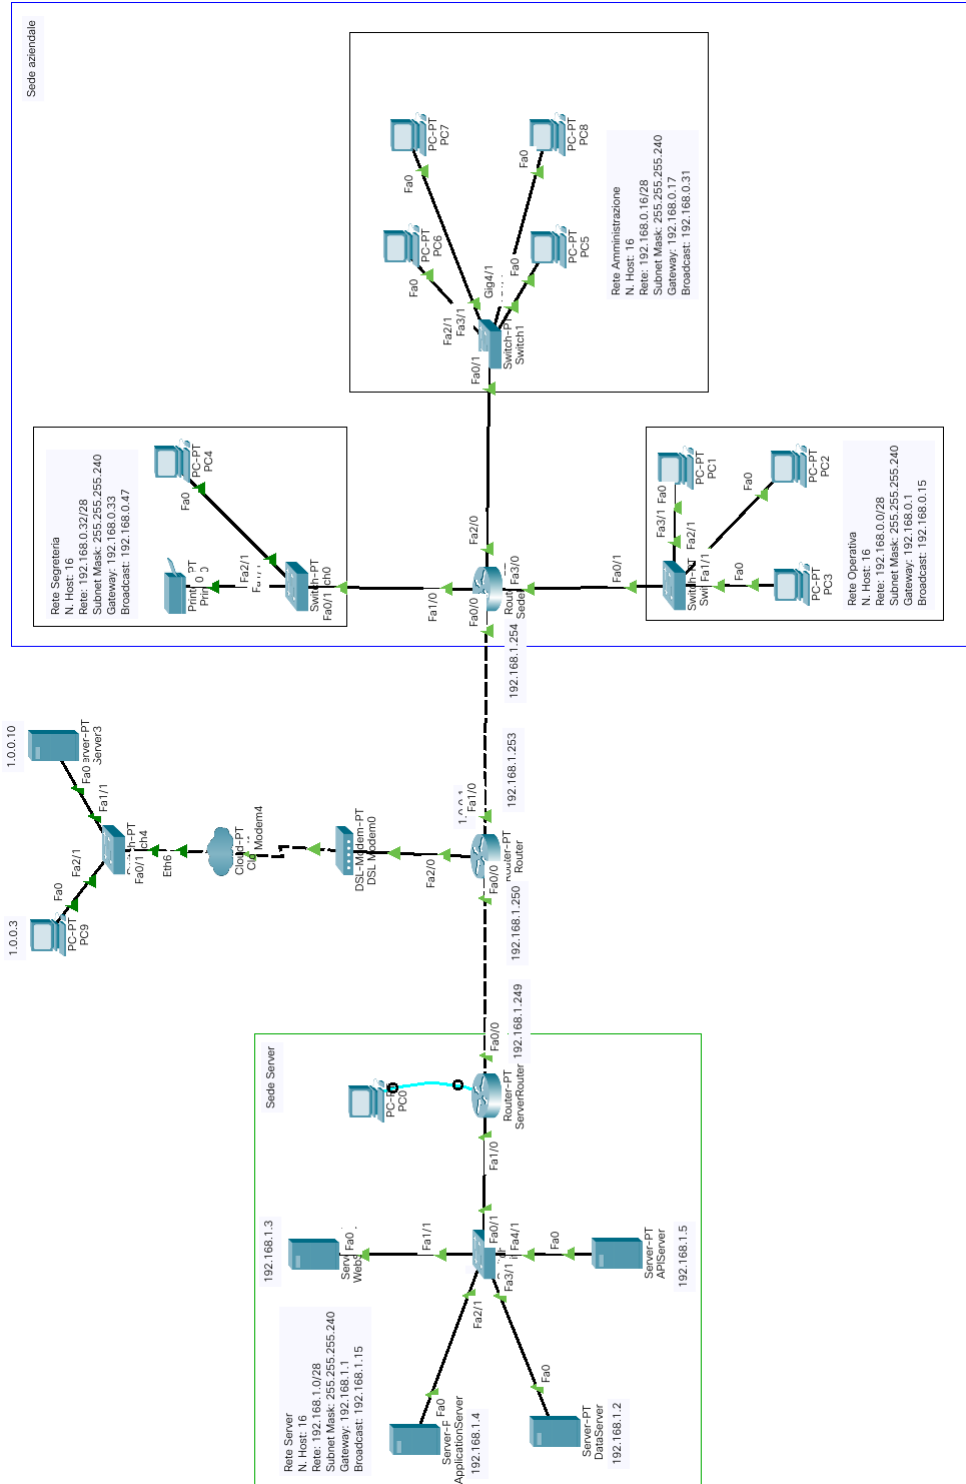 Sede aziendale
PC-PT
PC7
Fa0
PC-PT
PC8
Fa0
PC-PT
PC6
Fa0
PC-PT
PC5
Fa0
Fa2/1
Fa3/1
Gig4/1
Fa0/1
Switch-PT
Switch1
Rete Amministrazione
N. Host: 16
Rete: 192.168.0.16/28
Subnet Mask: 255.255.255.240
Gateway: 192.168.0.17
Broadcast: 192.168.0.31
Rete Segreteria
N. Host: 16
Rete: 192.168.0.32/28
Subnet Mask: 255.255.255.240
Gateway: 192.168.0.33
Broadcast: 192.168.0.47
PC-PT
PC4
Fa0
Fa2/1
Fa0/1
Fa2/0
Fa1/0
Fa0/0
Fa3/0
192.168.1.254
Fa0/1
PC-PT
PC1
Fa0
Fa3/1
Fa2/1
Fa1/1
PC-PT
PC2
Fa0
PC-PT
PC3
Fa0
Rete Operativa
N. Host: 16
Rete: 192.168.0.0/28
Subnet Mask: 255.255.255.240
Gateway: 192.168.0.1
Broadcast: 192.168.0.15
1.0.0.10
Fa0
Server3
Fa1/1
1.0.0.3
PC-PT
PC9
Fa0
Fa2/1
Fa0/1
Eth6
Cloud-PT
Modem4
DSL-Modem-PT
DSL Modem0
Fa2/0
Fa1/0
192.168.1.253
Router-PT
Router
Fa0/0
192.168.1.250
192.168.1.249
Fa0/0
Sede Server
PC0
Router-PT
ServerRouter
Fa1/0
192.168.1.3
Fa0
Fa1/1
Fa0/1
Fa4/1
Fa3/1
Fa2/1
Fa0
Server-PT
APIServer
192.168.1.5
Fa0
ApplicationServer
192.168.1.4
Fa0
Server-PT
DataServer
192.168.1.2
Rete Server
N. Host: 16
Rete: 192.168.1.0/28
Subnet Mask: 255.255.255.240
Gateway: 192.168.1.1
Broadcast: 192.168.1.15